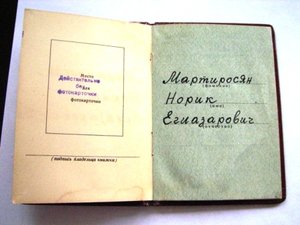 Место
Действительно
без
для
фотокарточки
фотокарточки
(подпись владельца книжки)
Мартиросян
(фамилия)
Норик
(имя)
Егиазарович
(отчество)